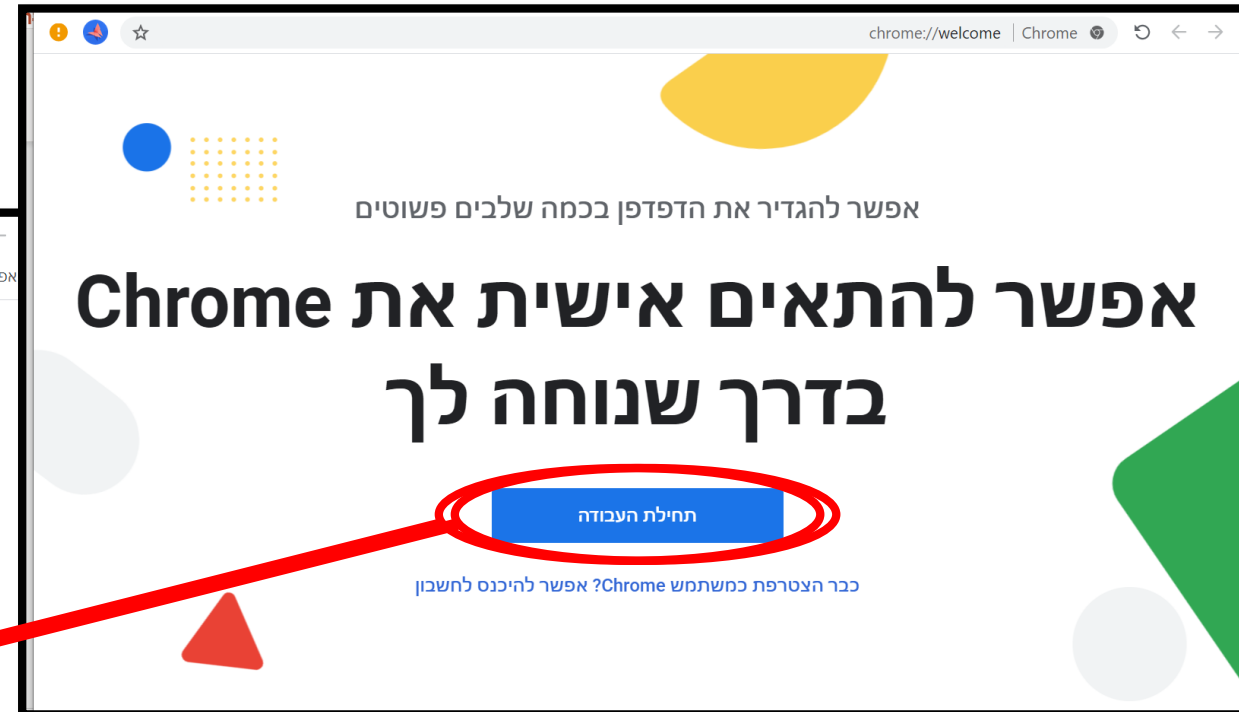 chrome://welcome | Chrome
אפשר להגדיר את הדפדפן בכמה שלבים פשוטים
אפשר להתאים אישית את Chrome
בדרך שנוחה לך
תחילת העבודה
כבר הצטרפת כמשתמש Chrome? אפשר להיכנס לחשבון